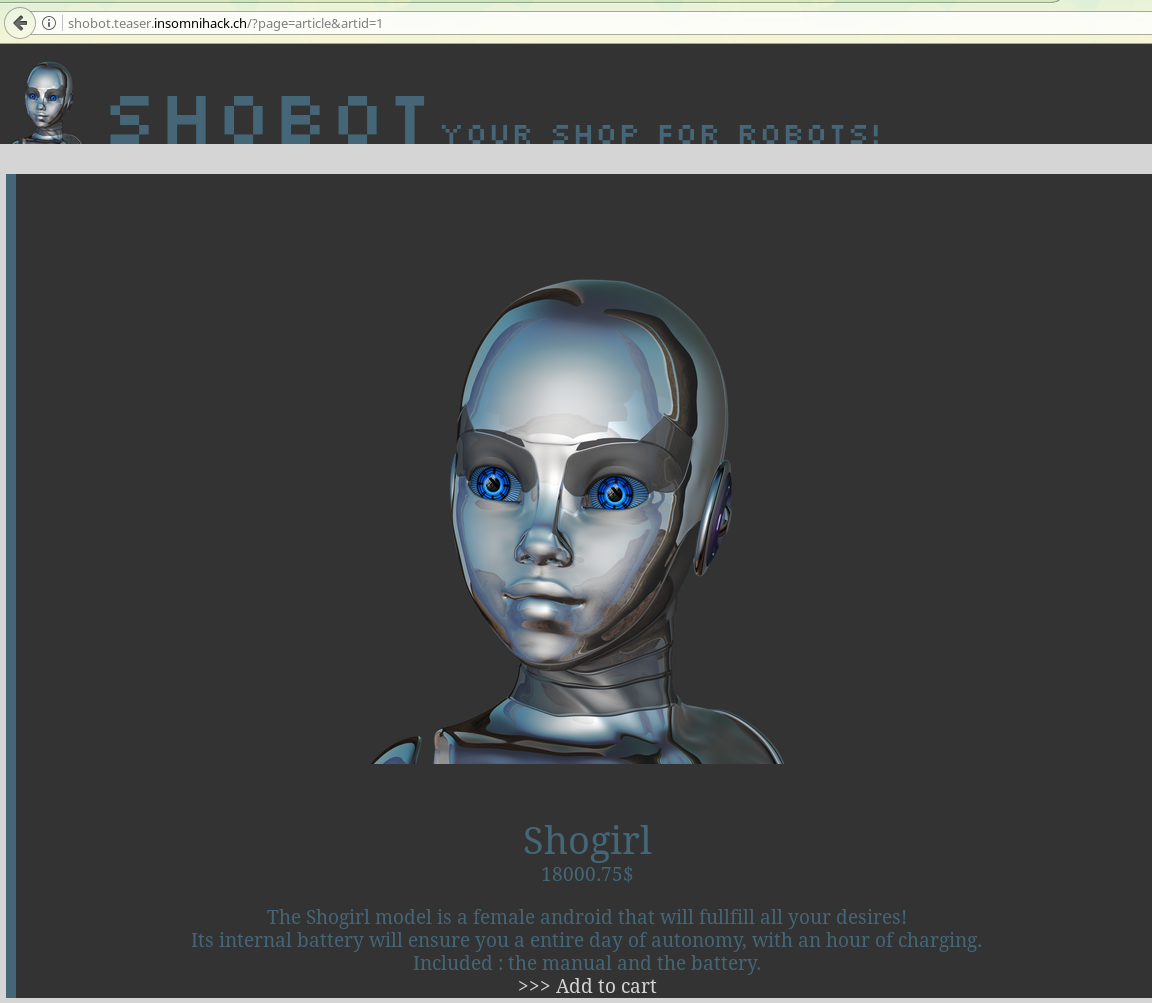 shobot.teaser.insomnihack.ch/?page=article&artid=1
SHOBOT YOUR SHOP FOR ROBOTS!
Shogirl
18000.75$
The Shogirl model is a female android that will fullfill all your desires!
Its internal battery will ensure you a entire day of autonomy, with an hour of charging.
Included : the manual and the battery.
>>> Add to cart